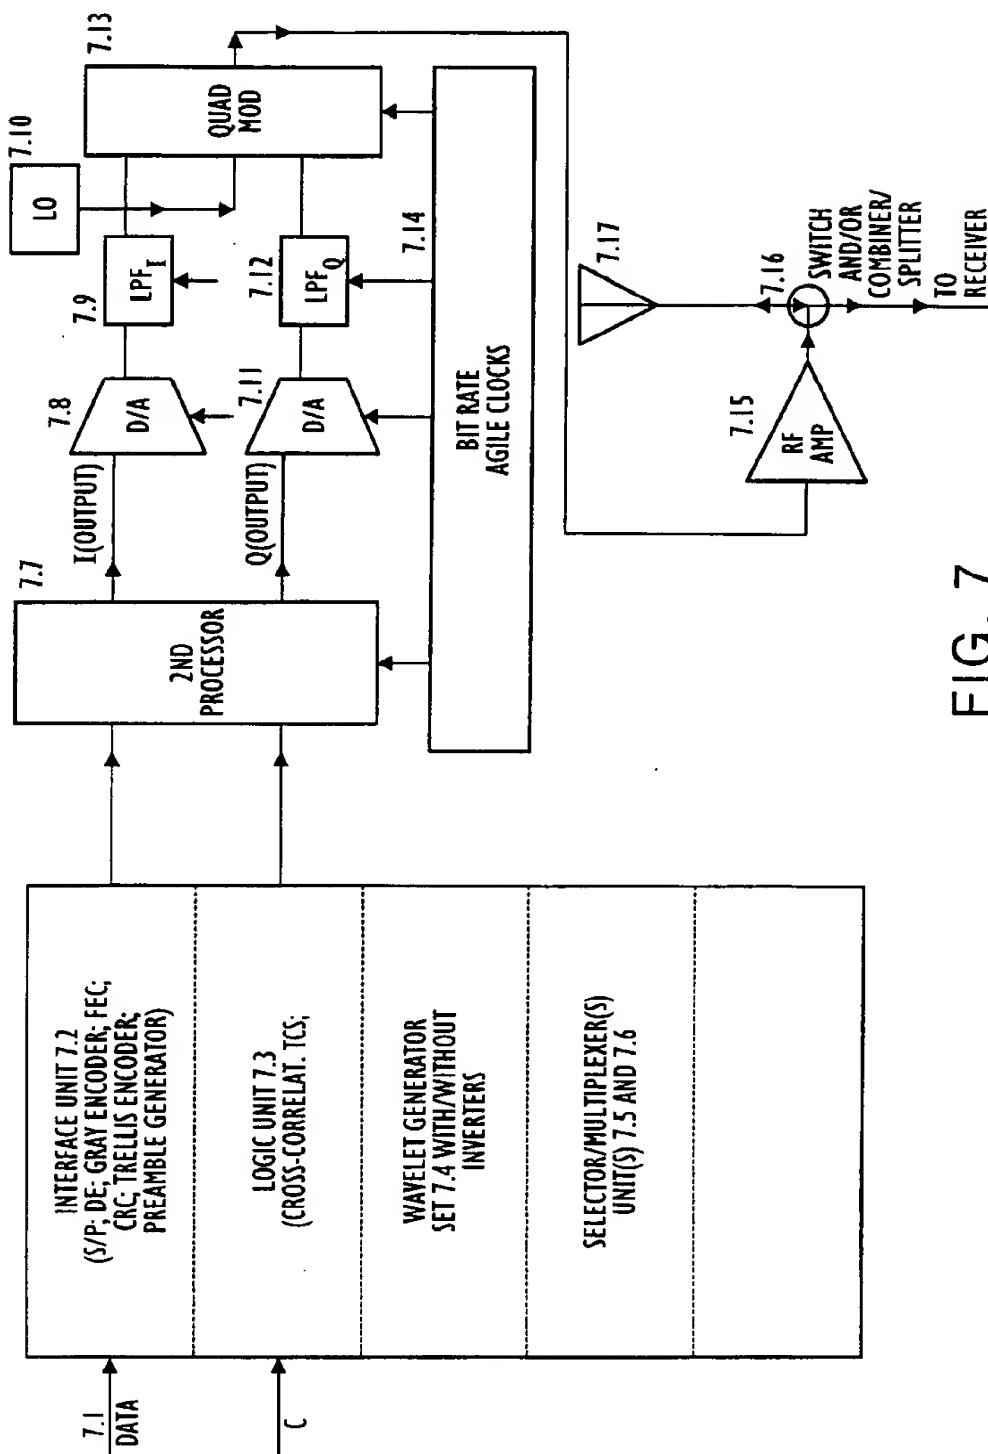 7.1
DATA
C
INTERFACE UNIT 7.2
(S/P; DE; GRAY ENCODER; FEC;
CRC; TRELLIS ENCODER;
PREAMBLE GENERATOR)
LOGIC UNIT 7.3
(CROSS-CORRELAT. TCS;
WAVELET GENERATOR
SET 7.4 WITH/WITHOUT
INVERTERS
SELECTOR/MULTIPLEXER(S)
UNIT(S) 7.5 AND 7.6
7.7
2ND
PROCESSOR
I(OUTPUT)
Q(OUTPUT)
7.8
D/A
7.11
D/A
7.9
LPF I
7.12
LPF Q
7.10
LO
7.13
QUAD
MOD
7.14
BIT RATE
AGILE CLOCKS
7.15
RF
AMP
7.16
SWITCH
AND/OR
COMBINER/
SPLITTER
TO
RECEIVER
7.17
FIG. 7